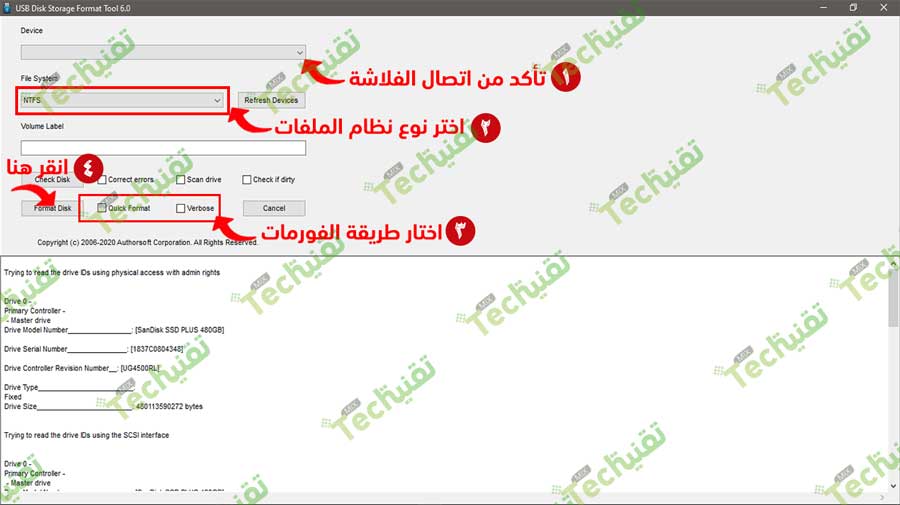 USB Disk Storage Format Tool 6.0
Device
١ تأكد من اتصال الفلاشة
File System
NTFS
Refresh Devices
٢ اختر نوع نظام الملفات
Volume Label
٤ انقر هنا
Check Disk
Correct errors
Scan drive
Check if dirty
Format Disk
Quick Format
Verbose
Cancel
٣ اختار طريقة الفورمات
Copyright (c) 2006-2020 Authorsoft Corporation. All Rights Reserved.
Trying to read the drive IDs using physical access with admin rights
Drive 0 -
Primary Controller -
- Master drive
Drive Model Number________________: [SanDisk SSD PLUS 480GB]
Drive Serial Number_______________: [1837C0804348]
Drive Controller Revision Number__: [UG4500RL]
Drive Type________________________:
Fixed
Drive Size________________________: 480113590272 bytes
Trying to read the drive IDs using the SCSI interface
Drive 0 -
Primary Controller -
- Master drive
تقنيتك
Tech
MIX